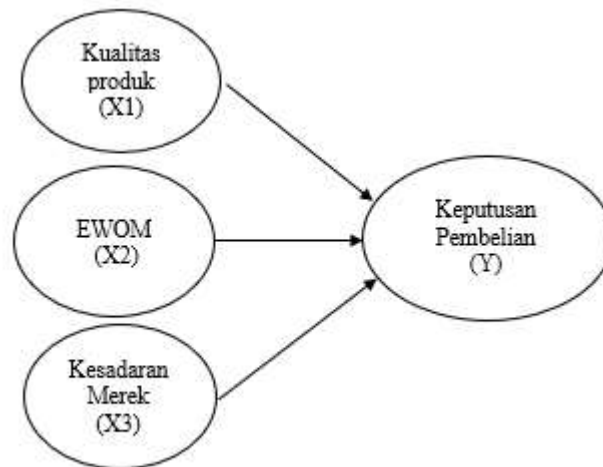 Kualitas
produk
(X1)
EWOM
(X2)
Kesadaran
Merek
(X3)
Keputusan
Pembelian
(Y)